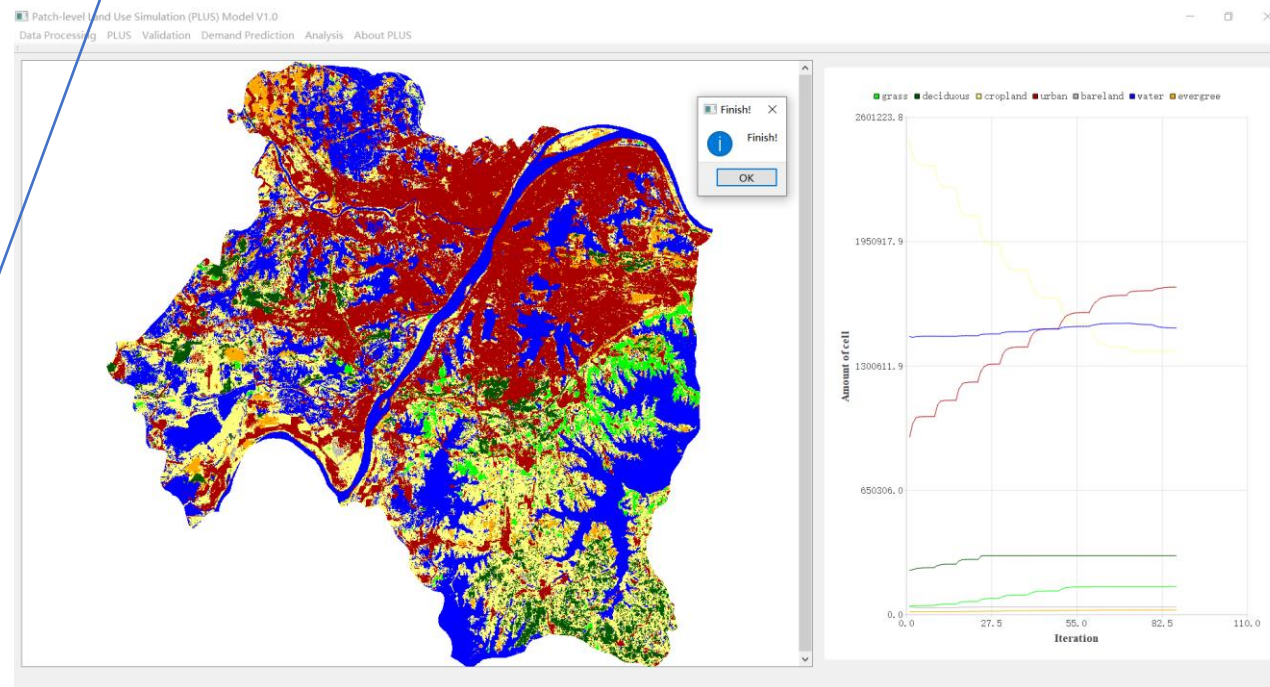 Patch-level Land Use Simulation (PLUS) Model V1.0
Data Processing PLUS Validation Demand Prediction Analysis About PLUS
Finish!
Finish!
OK
grass deciduous cropland urban bareland water evergree
2601223.8
1950917.9
1300611.9
650306.0
0.0
Amount of cell
0.0 27.5 55.0 82.5 110.0
Iteration